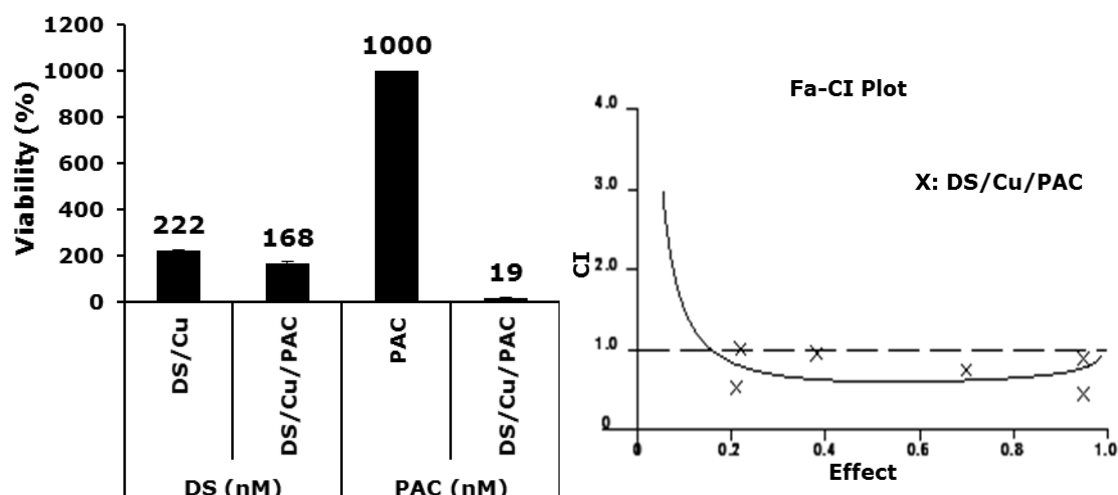 Viability (%)
1200
1000
800
600
400
200
0
222
168
1000
19
DS/Cu
DS/Cu/PAC
PAC
DS/Cu/PAC
DS (nM)
PAC (nM)
Fa-CI Plot
X: DS/Cu/PAC
CI
4.0
3.0
2.0
1.0
0
0
0.2
0.4
0.6
0.8
1.0
Effect